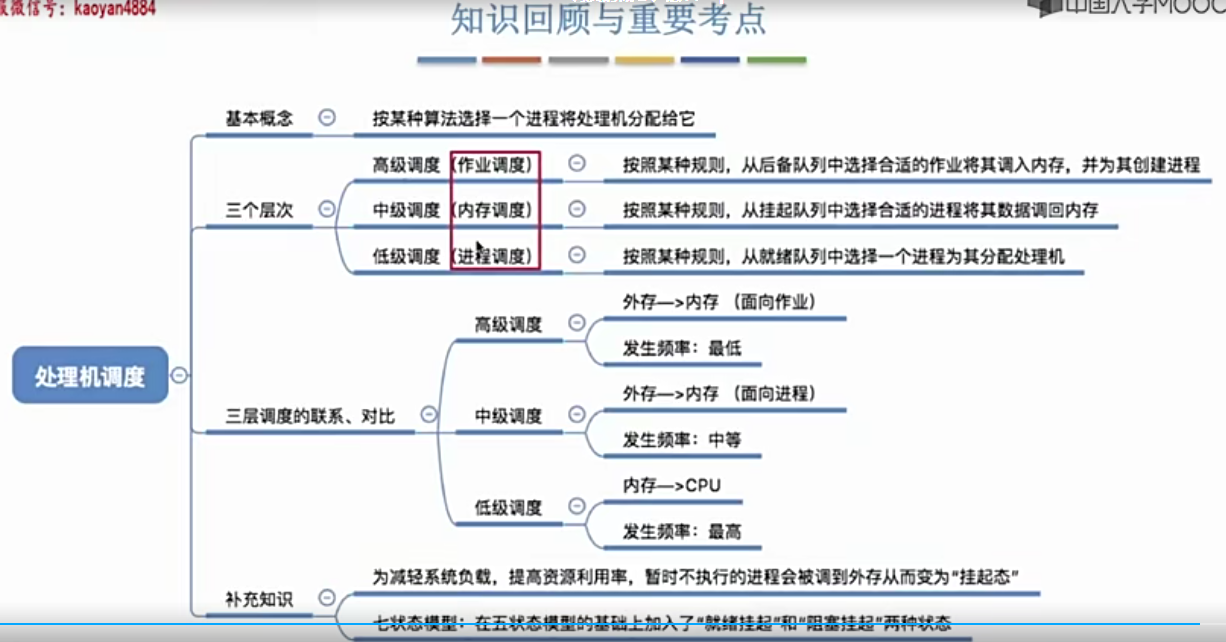 微信号：kaoyan4884
中国大学MOOC
知识回顾与重要考点
基本概念
按某种算法选择一个进程将处理机分配给它
三个层次
高级调度（作业调度）
按照某种规则，从后备队列中选择合适的作业将其调入内存，并为其创建进程
中级调度（内存调度）
按照某种规则，从挂起队列中选择合适的进程将其数据调回内存
低级调度（进程调度）
按照某种规则，从就绪队列中选择一个进程为其分配处理机
处理机调度
三层调度的联系、对比
高级调度
外存—>内存 （面向作业）
发生频率：最低
中级调度
外存—>内存 （面向进程）
发生频率：中等
低级调度
内存—>CPU
发生频率：最高
补充知识
为减轻系统负载，提高资源利用率，暂时不执行的进程会被调到外存从而变为“挂起态”
七状态模型：在五状态模型的基础上加入了“就绪挂起”和“阻塞挂起”两种状态